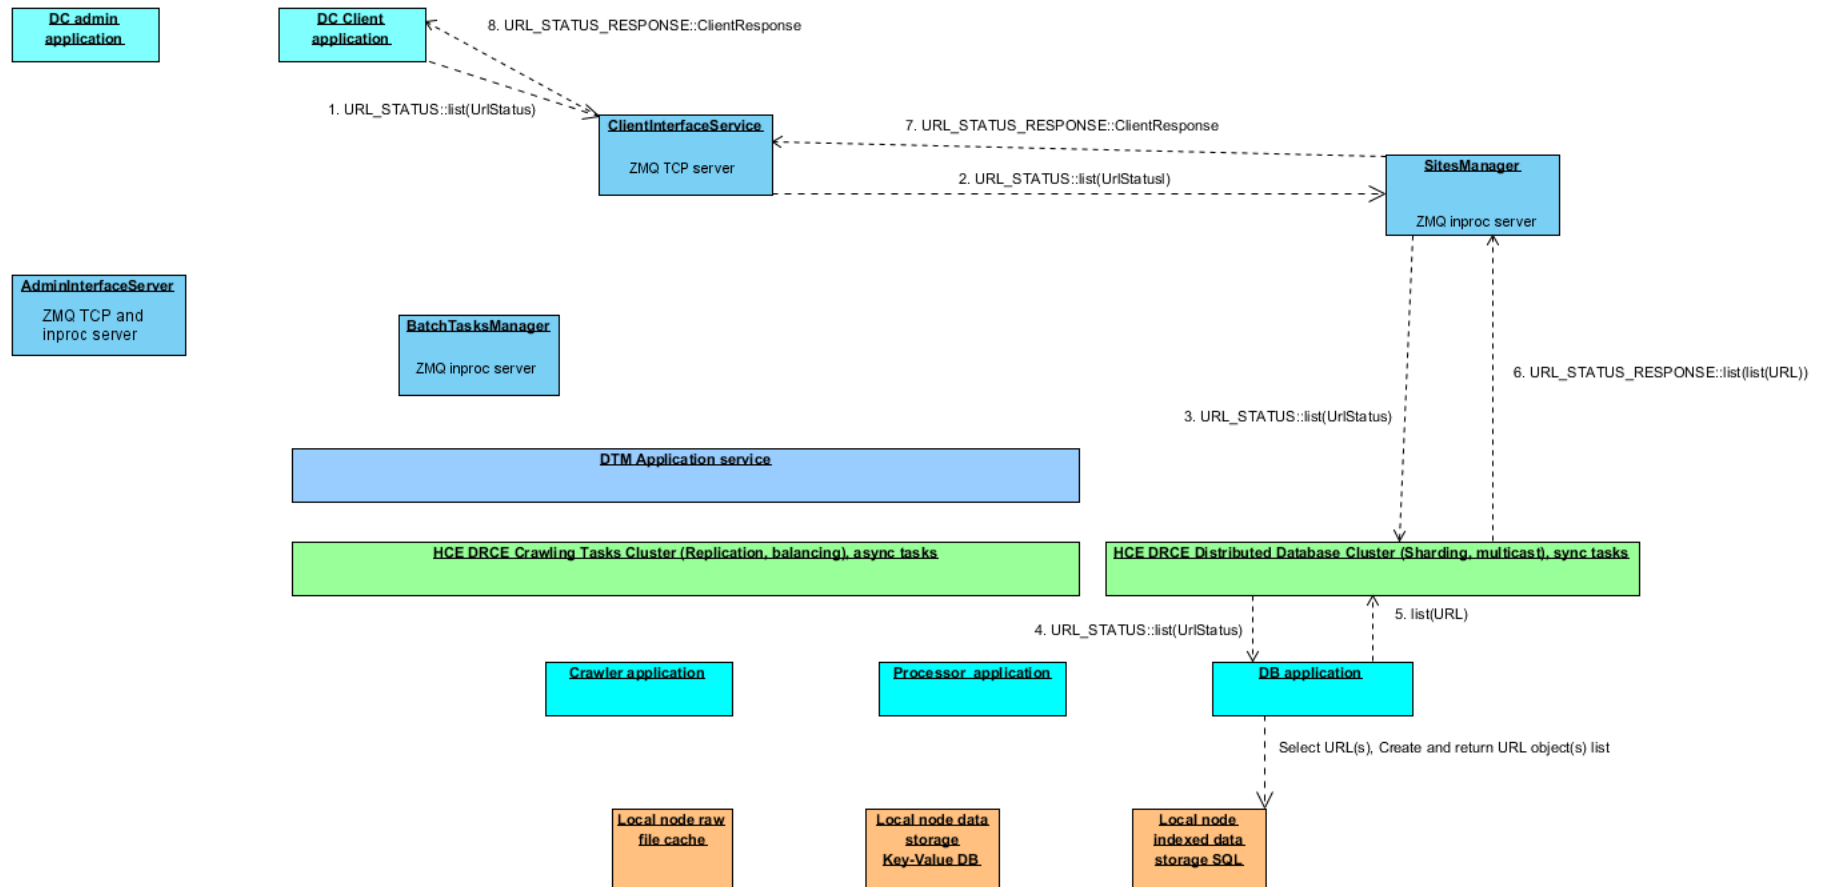 DC admin
application
DC Client
application
8. URL_STATUS_RESPONSE::ClientResponse
1. URL_STATUS::list(UrlStatus)
ClientInterfaceService
ZMQ TCP server
7. URL_STATUS_RESPONSE::ClientResponse
2. URL_STATUS::list(UrlStatusl)
SitesManager
ZMQ inproc server
AdminInterfaceServer
ZMQ TCP and
inproc server
BatchTasksManager
ZMQ inproc server
6. URL_STATUS_RESPONSE::list(list(URL))
3. URL_STATUS::list(UrlStatus)
DTM Application service
HCE DRCE Crawling Tasks Cluster (Replication, balancing), async tasks
HCE DRCE Distributed Database Cluster (Sharding, multicast), sync tasks
5. list(URL)
4. URL_STATUS::list(UrlStatus)
Crawler application
Processor application
DB application
Select URL(s), Create and return URL object(s) list
Local node raw
file cache
Local node data
storage
Key-Value DB
Local node
indexed data
storage SQL